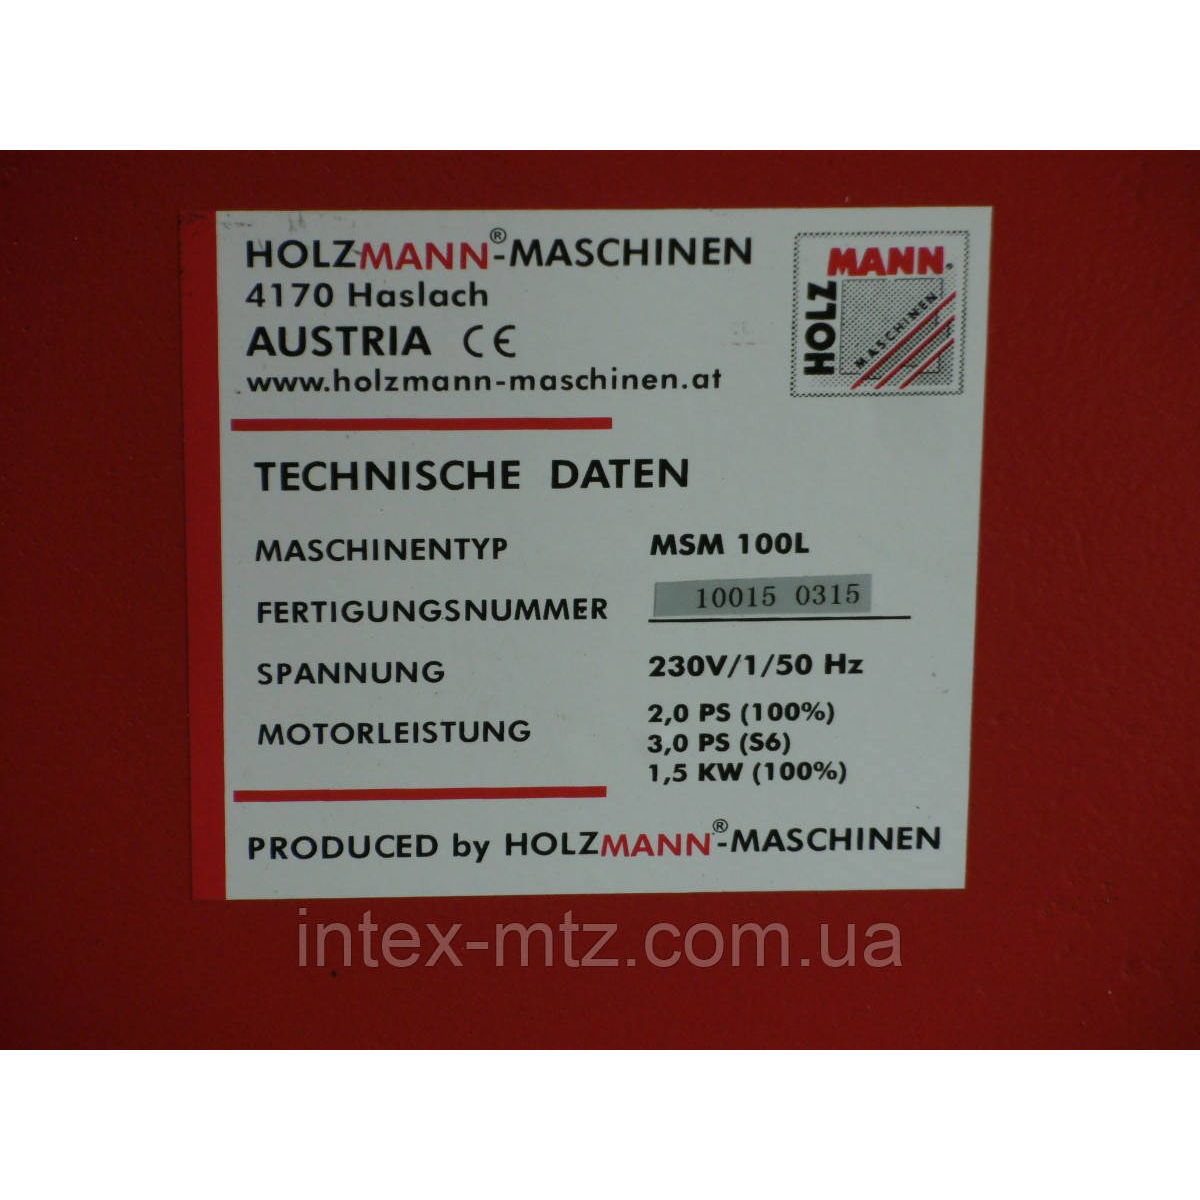 HOLZMANN®-MASCHINEN
4170 Haslach
AUSTRIA CE
www.holzmann-maschinen.at
HOLZ MANN® MASCHINEN
TECHNISCHE DATEN
MASCHINENTYP MSM 100L
FERTIGUNGSNUMMER 10015 0315
SPANNUNG 230V/1/50 Hz
MOTORLEISTUNG 2,0 PS (100%)
3,0 PS (S6)
1,5 KW (100%)
PRODUCED by HOLZMANN®-MASCHINEN
intex-mtz.com.ua